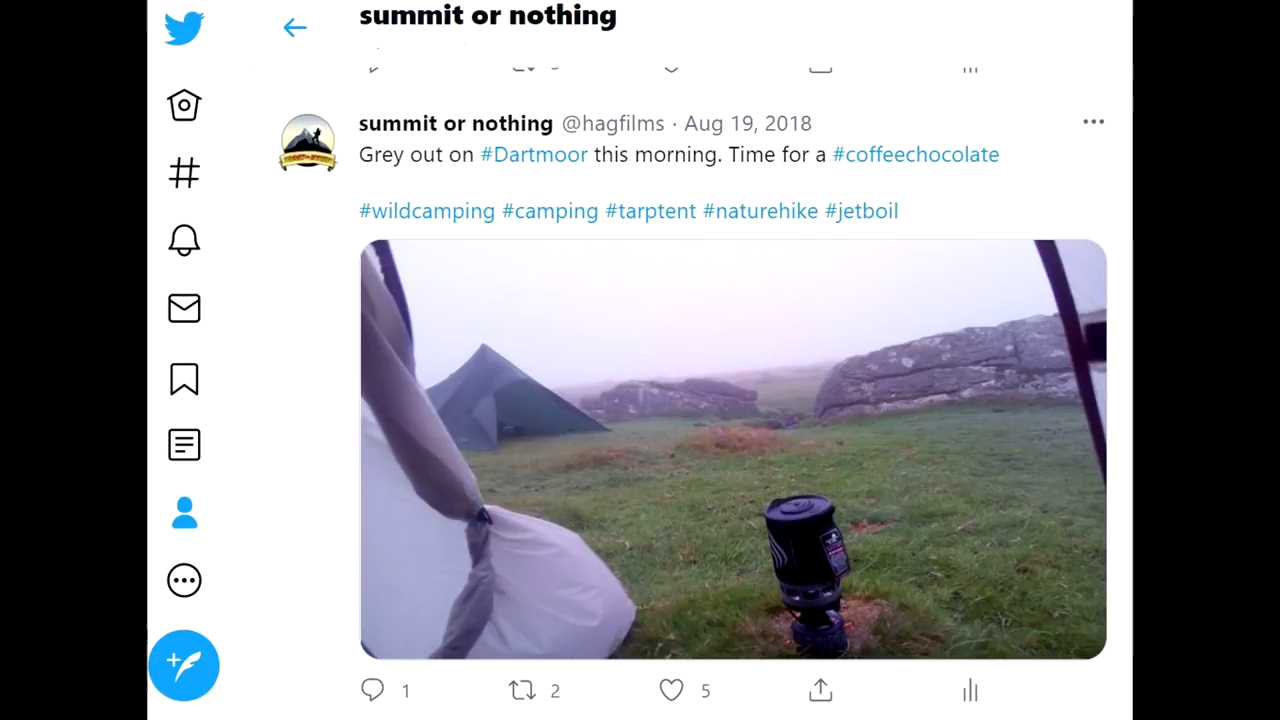 summit or nothing
summit or nothing @hagfilms · Aug 19, 2018
Grey out on #Dartmoor this morning. Time for a #coffeechocolate
#wildcamping #camping #tarptent #naturehike #jetboil
1 2 5